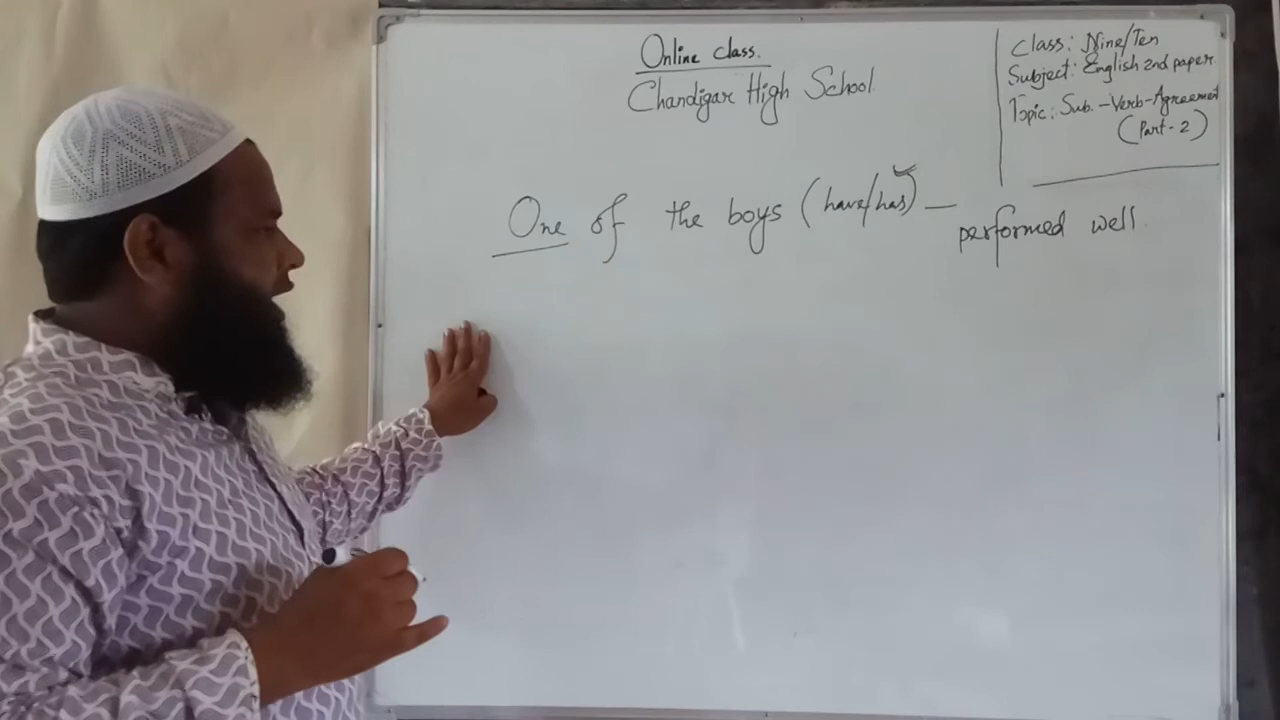 Online class.
Chandigar High School
Class: Nine/Ten
Subject: English 2nd paper
Topic: Sub.-Verb-Agreement
(Part-2)
One of the boys (have/has) — performed well.